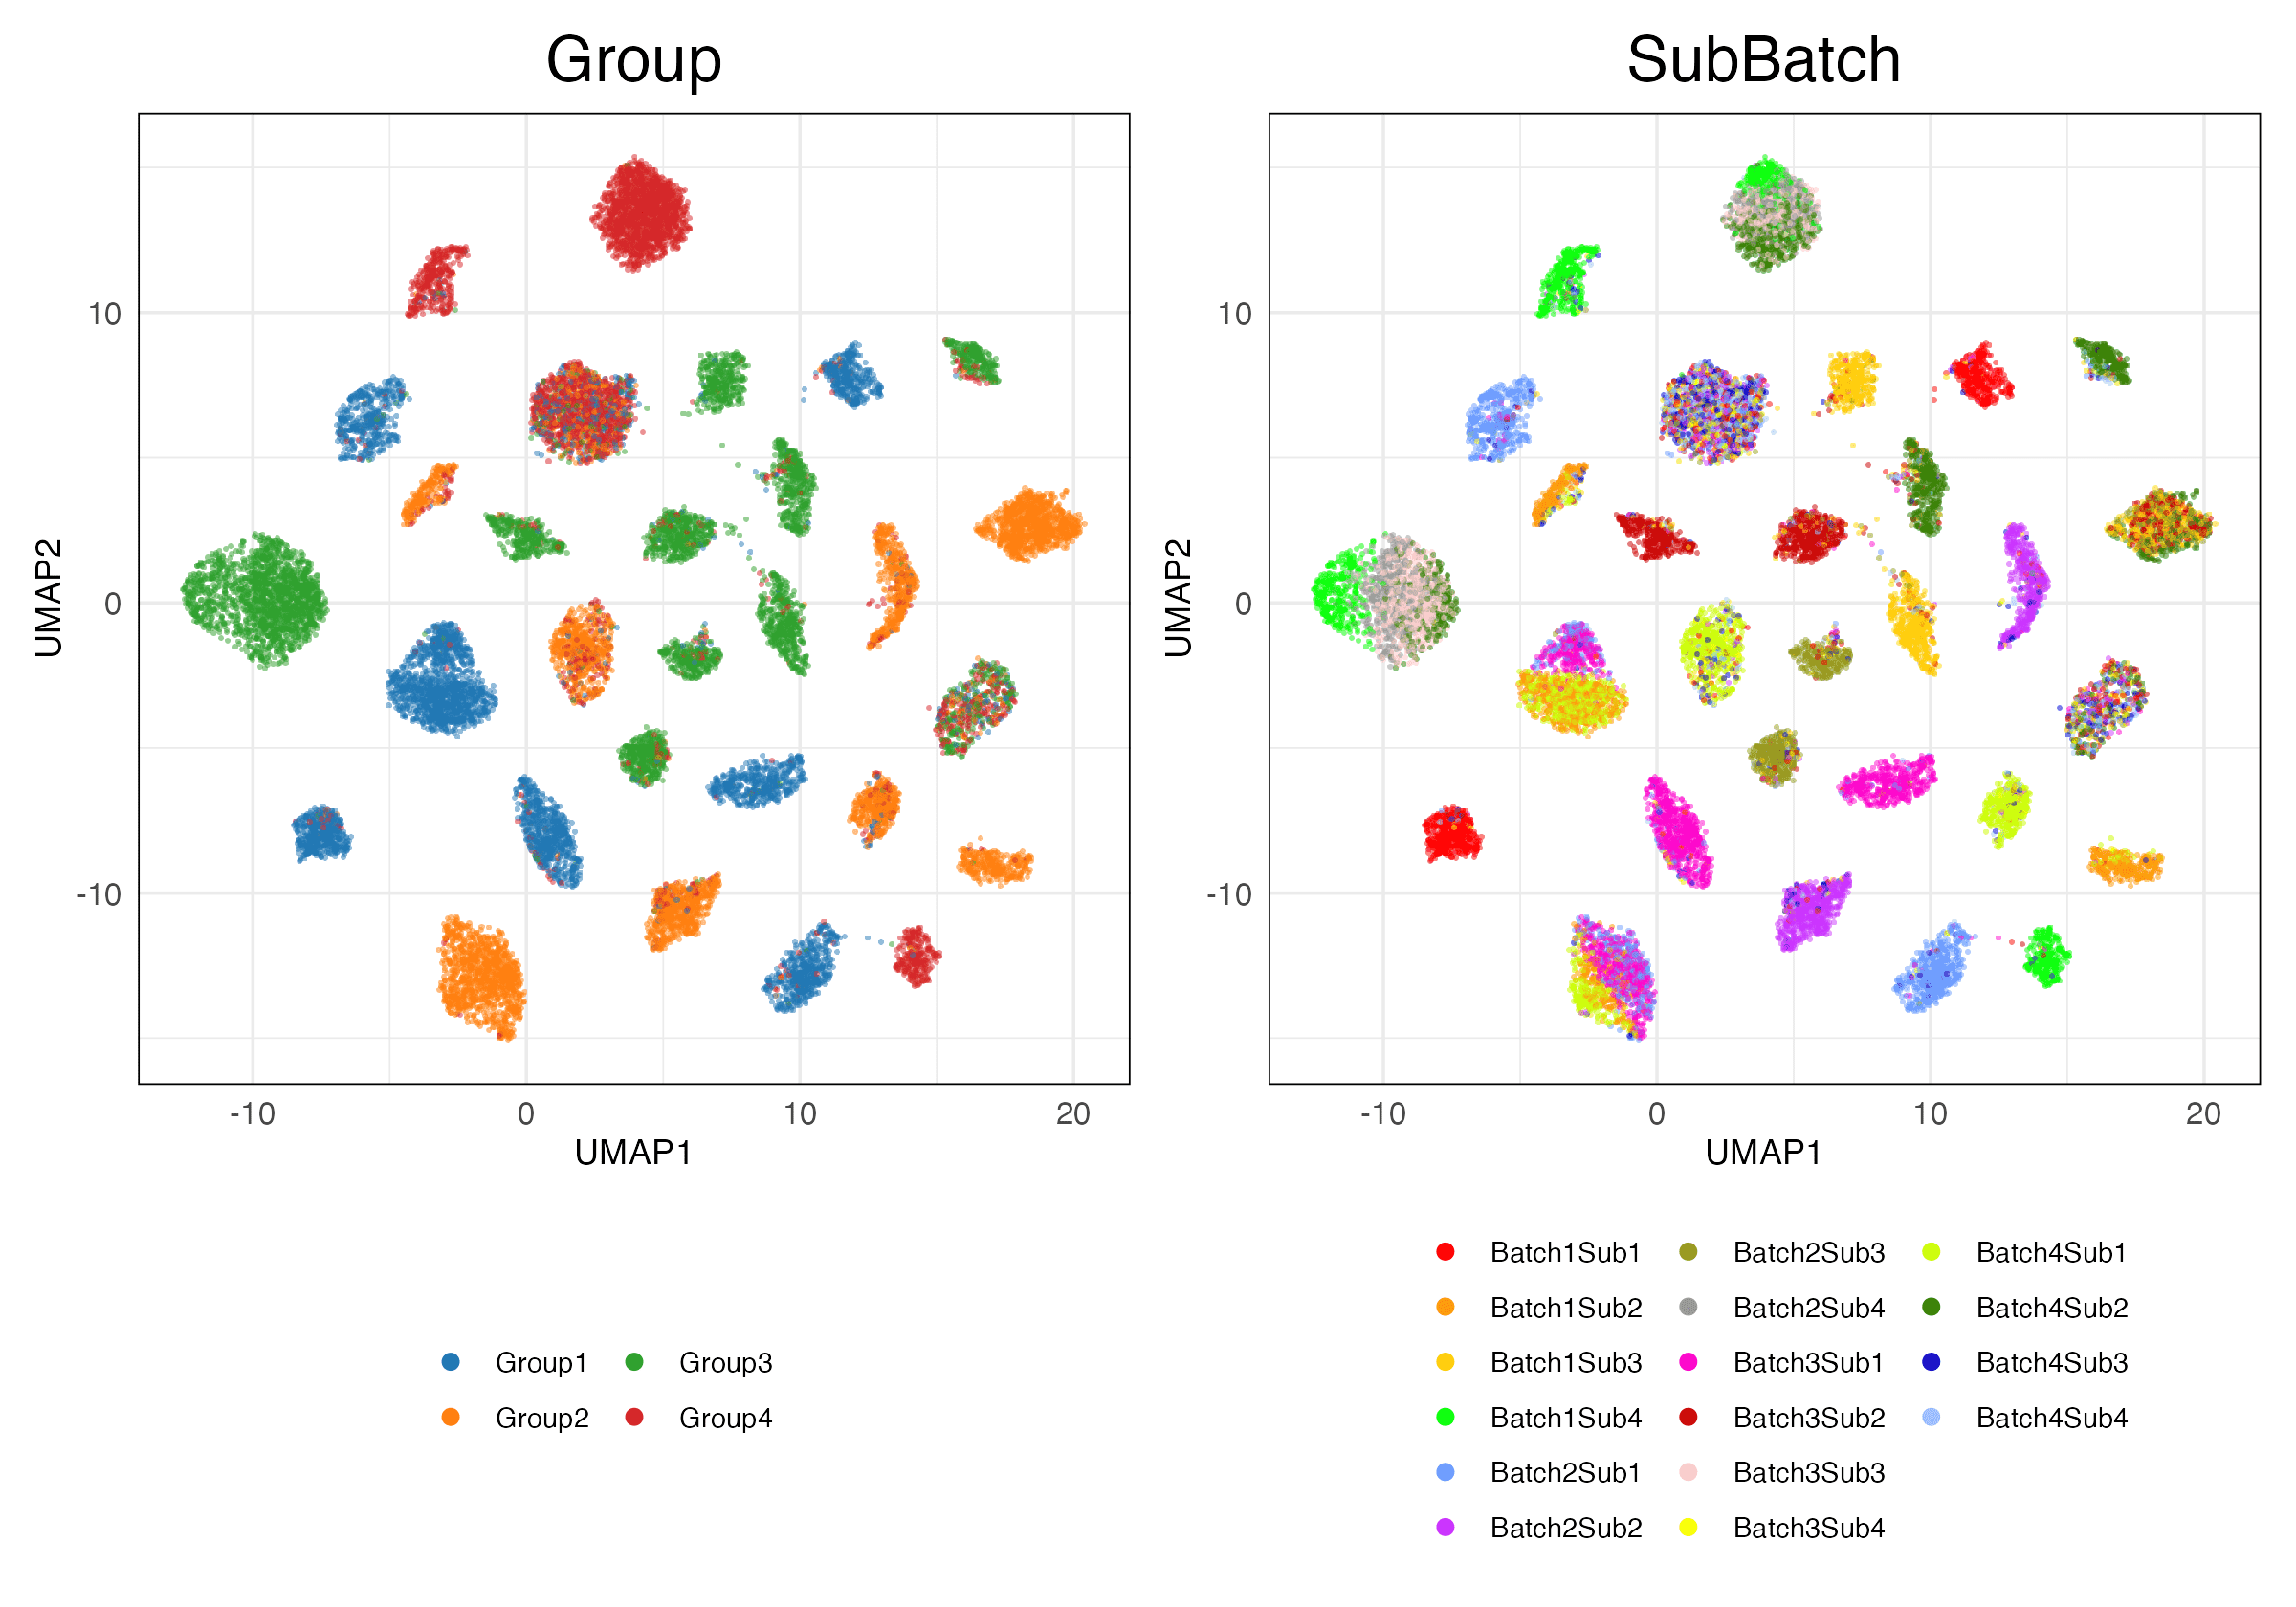 Group
SubBatch
10
0
-10
UMAP2
-10 0 10 20
UMAP1
10
0
-10
UMAP2
-10 0 10 20
UMAP1
Group1 Group3
Group2 Group4
Batch1Sub1 Batch2Sub3 Batch4Sub1
Batch1Sub2 Batch2Sub4 Batch4Sub2
Batch1Sub3 Batch3Sub1 Batch4Sub3
Batch1Sub4 Batch3Sub2 Batch4Sub4
Batch2Sub1 Batch3Sub3
Batch2Sub2 Batch3Sub4